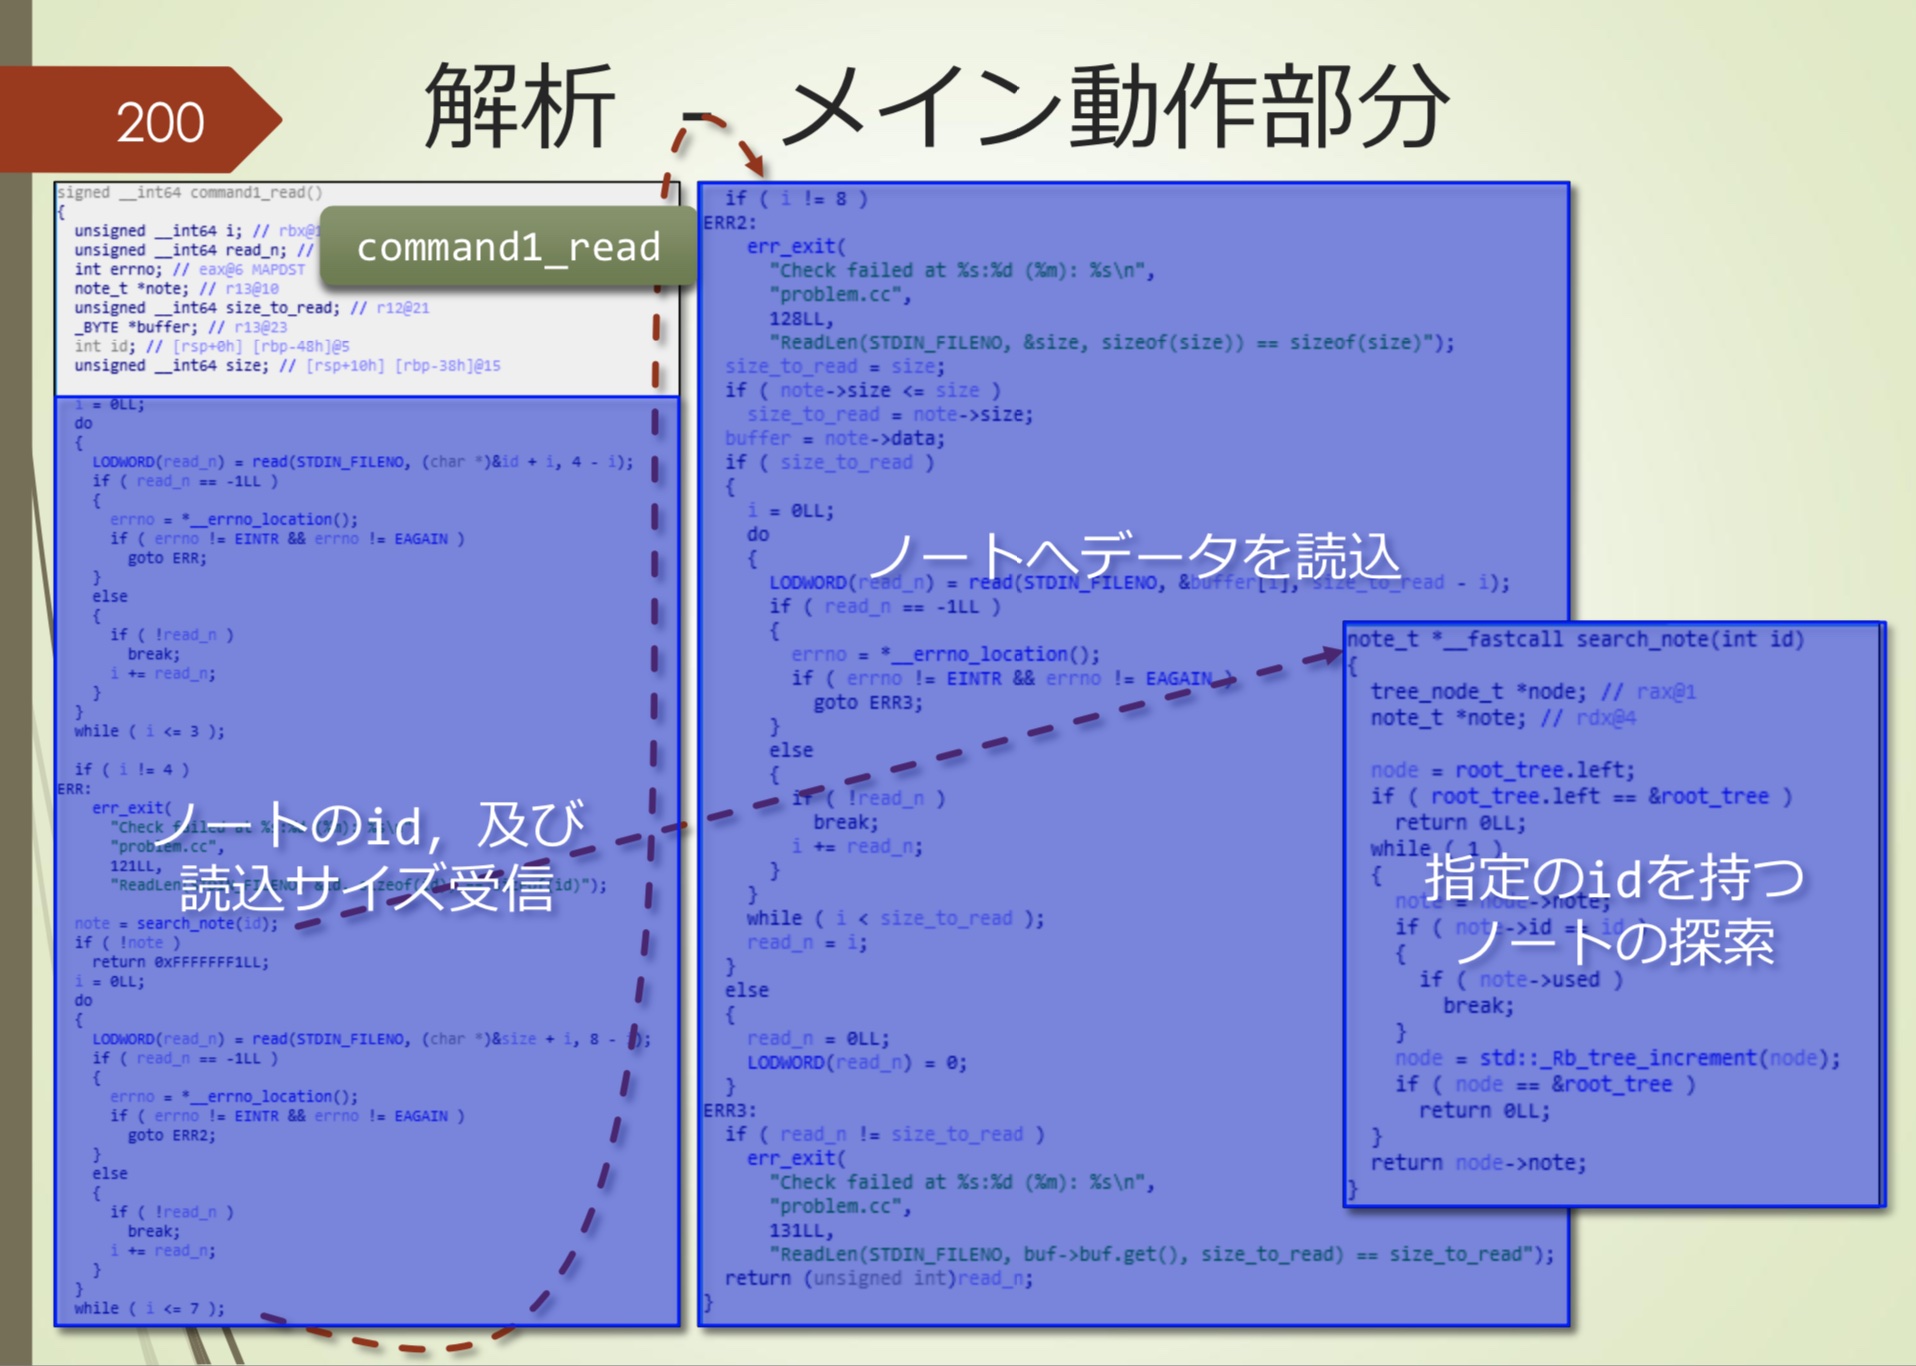 200
解析 - メイン動作部分
signed __int64 command1_read()
{
unsigned __int64 i; // rbx@
unsigned __int64 read_n; //
int errno; // eax@6 MAPDST
note_t *note; // r13@10
unsigned __int64 size_to_read; // r12@21
_BYTE *buffer; // r13@23
int id; // [rsp+0h] [rbp-48h]@5
unsigned __int64 size; // [rsp+10h] [rbp-38h]@15
command1_read
i = 0LL;
do
{
LODWORD(read_n) = read(STDIN_FILENO, (char *)&id + i, 4 - i);
if ( read_n == -1LL )
{
errno = *__errno_location();
if ( errno != EINTR && errno != EAGAIN )
goto ERR;
}
else
{
if ( !read_n )
break;
i += read_n;
}
}
while ( i <= 3 );
if ( i != 4 )
ERR:
err_exit(
"Check failed at %s:%d (%m): %s\n"
"problem.cc",
121LL,
"ReadLen(STDIN_FILENO, &id, sizeof(id)) == sizeof(id)");
ノートのid, 及び
読込サイズ受信
note = search_note(id);
if ( !note )
return 0xFFFFFFF1LL;
i = 0LL;
do
{
LODWORD(read_n) = read(STDIN_FILENO, (char *)&size + i, 8 - i);
if ( read_n == -1LL )
{
errno = *__errno_location();
if ( errno != EINTR && errno != EAGAIN )
goto ERR2;
}
else
{
if ( !read_n )
break;
i += read_n;
}
}
while ( i <= 7 );
if ( i != 8 )
ERR2:
err_exit(
"Check failed at %s:%d (%m): %s\n",
"problem.cc",
128LL,
"ReadLen(STDIN_FILENO, &size, sizeof(size)) == sizeof(size)");
size_to_read = size;
if ( note->size <= size )
size_to_read = note->size;
buffer = note->data;
if ( size_to_read )
{
i = 0LL;
do
{
ノートへデータを読込
LODWORD(read_n) = read(STDIN_FILENO, &buffer[i], size_to_read - i);
if ( read_n == -1LL )
{
errno = *__errno_location();
if ( errno != EINTR && errno != EAGAIN )
goto ERR3;
}
else
{
if ( !read_n )
break;
i += read_n;
}
}
while ( i < size_to_read );
read_n = i;
}
else
{
read_n = 0LL;
LODWORD(read_n) = 0;
}
ERR3:
if ( read_n != size_to_read )
err_exit(
"Check failed at %s:%d (%m): %s\n",
"problem.cc",
131LL,
"ReadLen(STDIN_FILENO, buf->buf.get(), size_to_read) == size_to_read");
return (unsigned int)read_n;
}
note_t *__fastcall search_note(int id)
{
tree_node_t *node; // rax@1
note_t *note; // rdx@4
node = root_tree.left;
if ( root_tree.left == &root_tree )
return 0LL;
while ( 1 )
{
note = node->note;
if ( note->id == id )
{
if ( note->used )
break;
}
node = std::_Rb_tree_increment(node);
if ( node == &root_tree )
return 0LL;
}
return node->note;
}
指定のidを持つ
ノートの探索